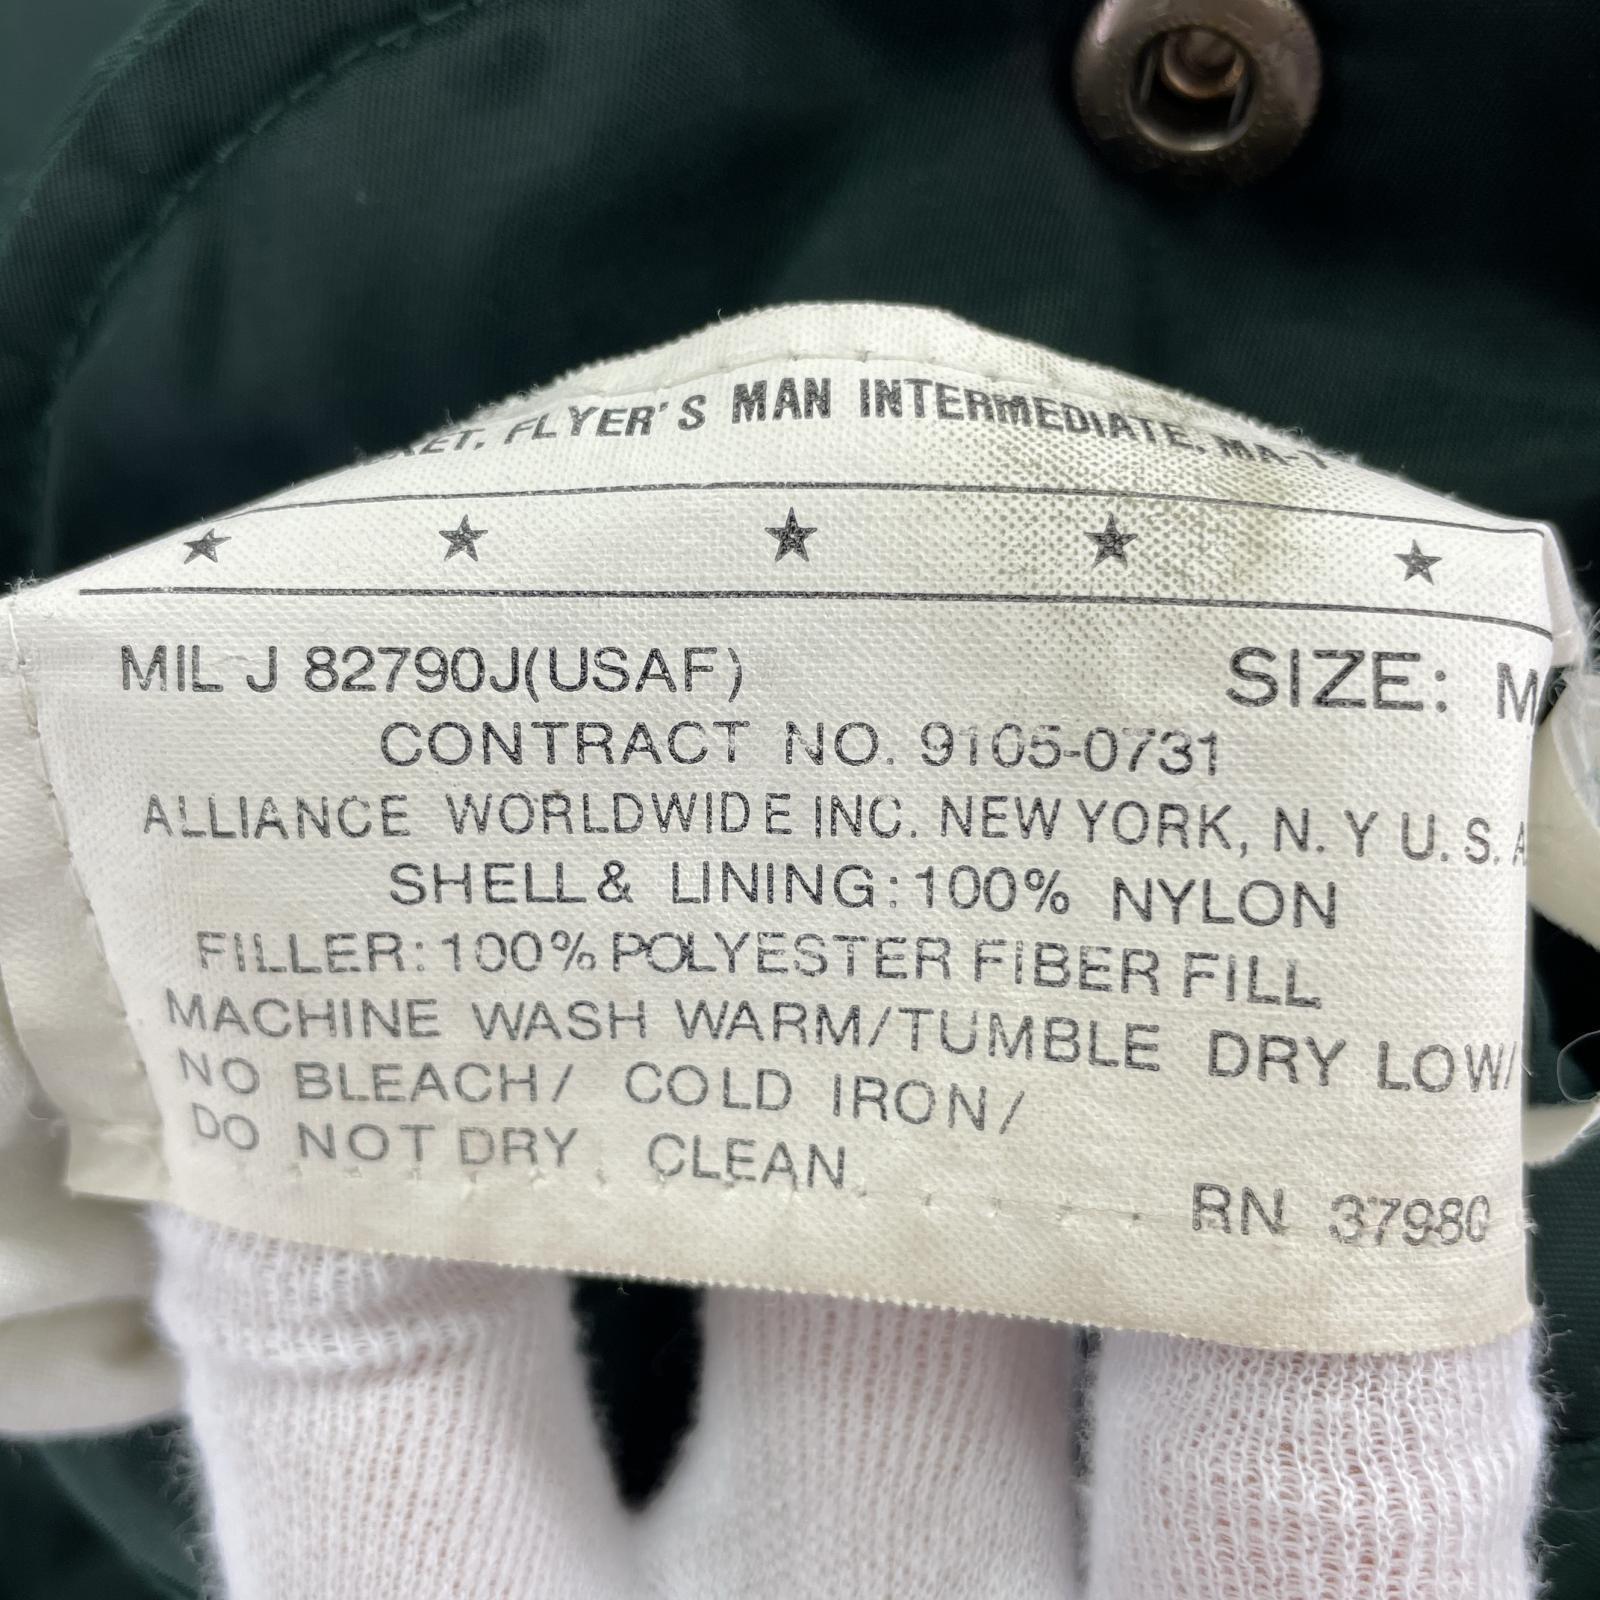 FLYER'S MAN INTERMEDIATE, MA-1
MIL J 82790J(USAF)
SIZE: M
CONTRACT NO. 9105-0731
ALLIANCE WORLDWIDE INC. NEW YORK, N. Y U. S. A
SHELL & LINING: 100% NYLON
FILLER: 100% POLYESTER FIBER FILL
MACHINE WASH WARM/TUMBLE DRY LOW/
NO BLEACH/ COLD IRON/
DO NOT DRY CLEAN
RN 37980